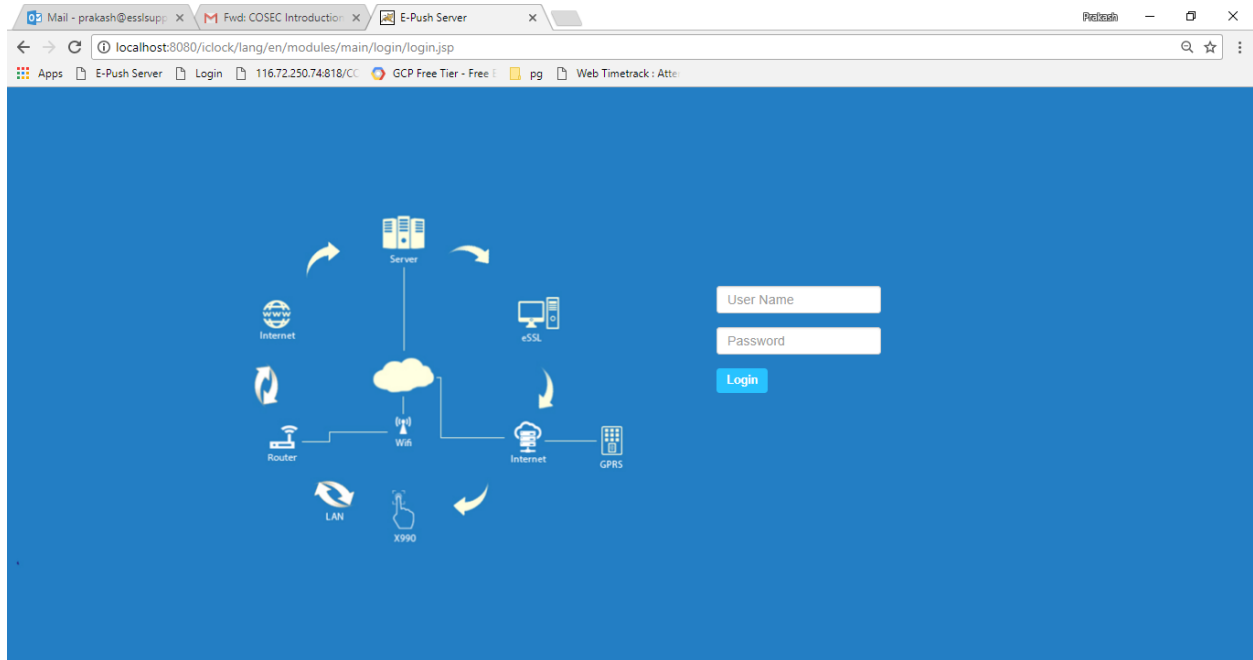 Mail - prakash@esslsupp
Fwd: COSEC Introduction
E-Push Server
Prakash
localhost:8080/iclock/lang/en/modules/main/login/login.jsp
Apps E-Push Server Login 116.72.250.74:818/CC GCP Free Tier - Free E pg Web Timetrack : Atte
Server
Internet
eSSL
User Name
Password
Login
Wifi
Router
Internet
GPRS
LAN
X990